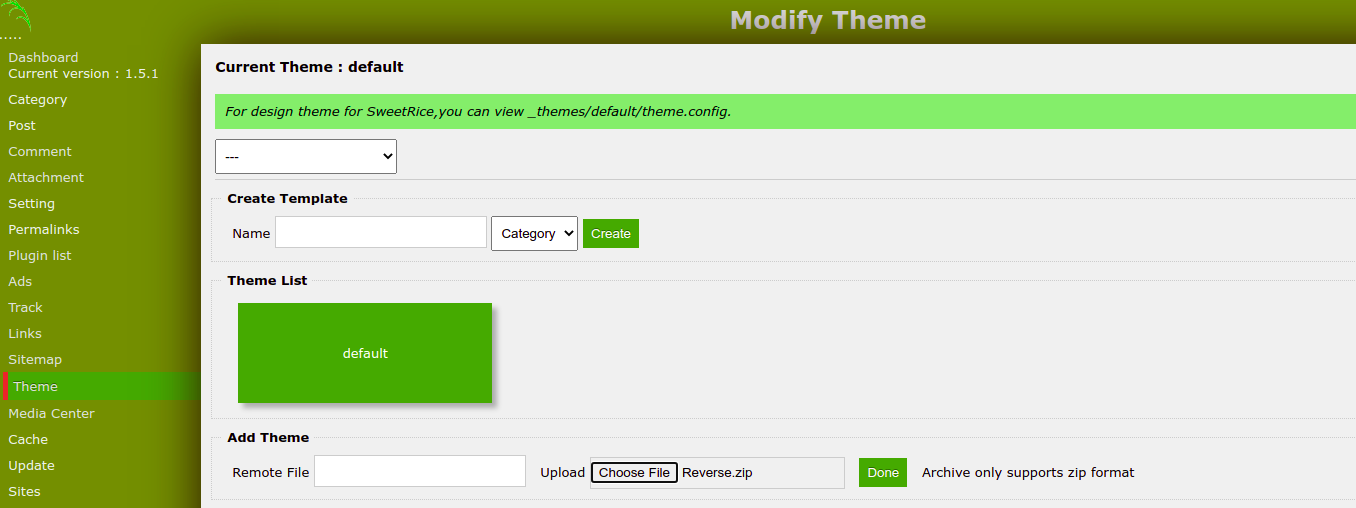 Modify Theme
.....
Dashboard
Current version : 1.5.1
Category
Post
Comment
Attachment
Setting
Permalinks
Plugin list
Ads
Track
Links
Sitemap
Theme
Media Center
Cache
Update
Sites
Current Theme : default
For design theme for SweetRice,you can view _themes/default/theme.config.
---
Create Template
Name Category Create
Theme List
default
Add Theme
Remote File Upload Choose File Reverse.zip Done Archive only supports zip format